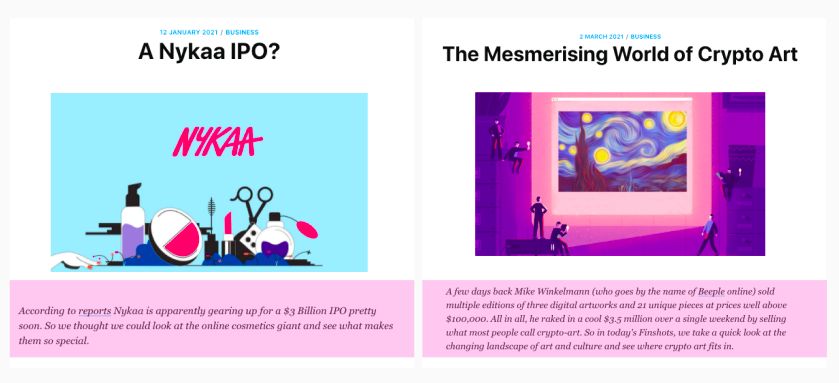 12 JANUARY 2021 / BUSINESS
A Nykaa IPO?
NYKAA
According to reports Nykaa is apparently gearing up for a $3 Billion IPO pretty
soon. So we thought we could look at the online cosmetics giant and see what makes
them so special.
2 MARCH 2021 / BUSINESS
The Mesmerising World of Crypto Art
A few days back Mike Winkelmann (who goes by the name of Beeple online) sold
multiple editions of three digital artworks and 21 unique pieces at prices well above
$100,000. All in all, he raked in a cool $3.5 million over a single weekend by selling
what most people call crypto-art. So in today's Finshots, we take a quick look at the
changing landscape of art and culture and see where crypto art fits in.